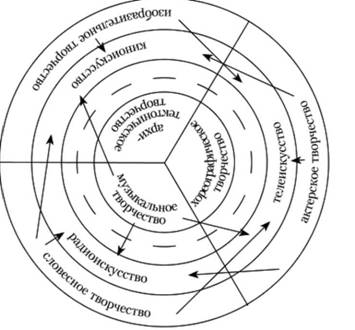 изобразительное творчество
киноискусство
архи-
тектоническое
творчество
хореографическое
творчество
телеискусство
актерское творчество
музыкальное
творчество
радиоискусство
словесное творчество